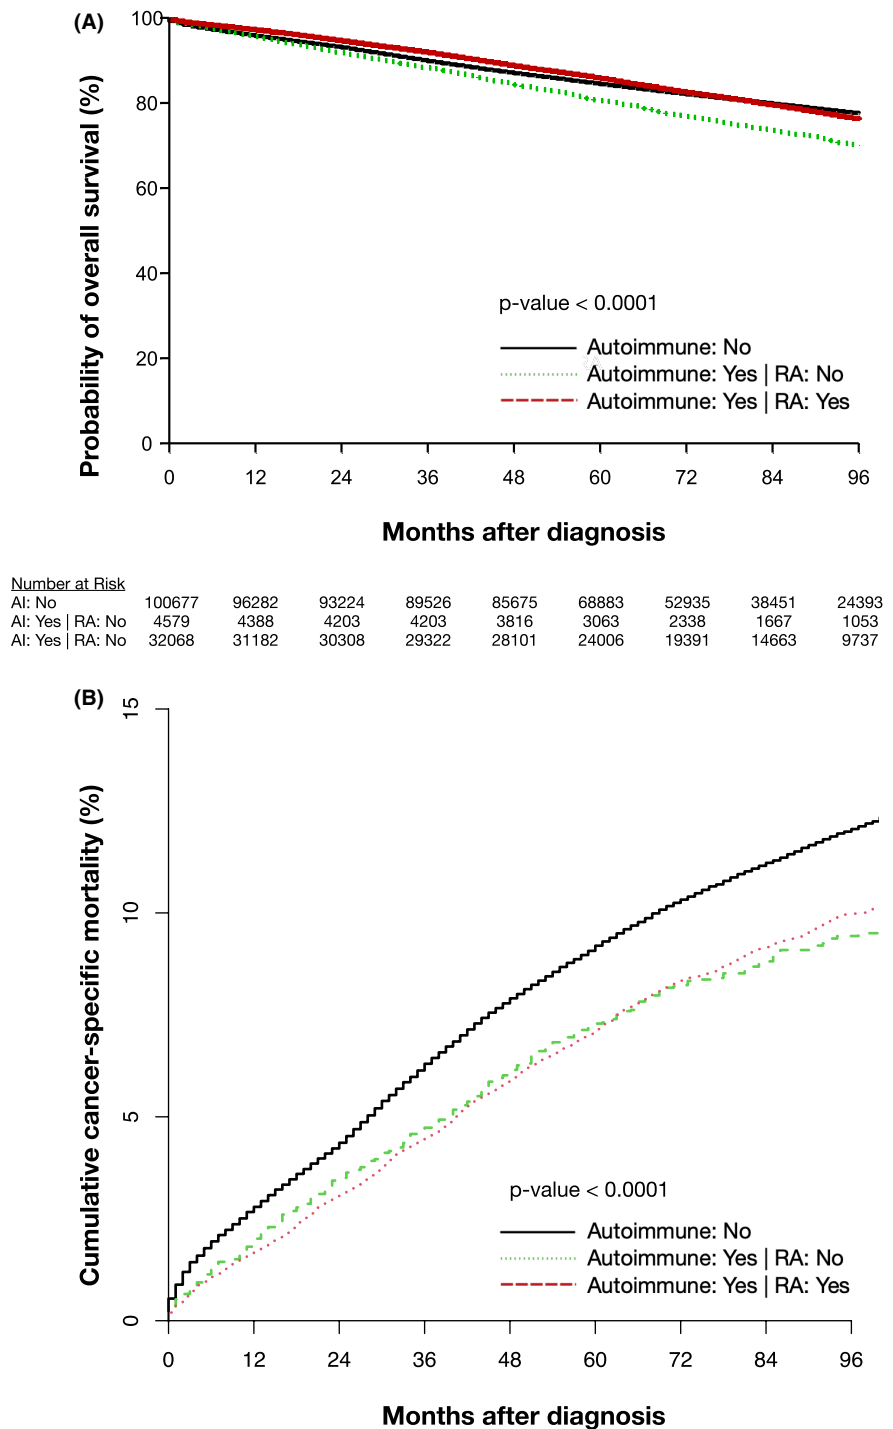 (A)
Probability of overall survival (%)
100
80
60
40
20
0
p-value < 0.0001
Autoimmune: No
Autoimmune: Yes | RA: No
Autoimmune: Yes | RA: Yes
0 12 24 36 48 60 72 84 96
Months after diagnosis
Number at Risk
AI: No 100677 96282 93224 89526 85675 68883 52935 38451 24393
AI: Yes | RA: No 4579 4388 4203 4203 3816 3063 2338 1667 1053
AI: Yes | RA: No 32068 31182 30308 29322 28101 24006 19391 14663 9737
(B)
Cumulative cancer-specific mortality (%)
15
10
5
0
p-value < 0.0001
Autoimmune: No
Autoimmune: Yes | RA: No
Autoimmune: Yes | RA: Yes
0 12 24 36 48 60 72 84 96
Months after diagnosis